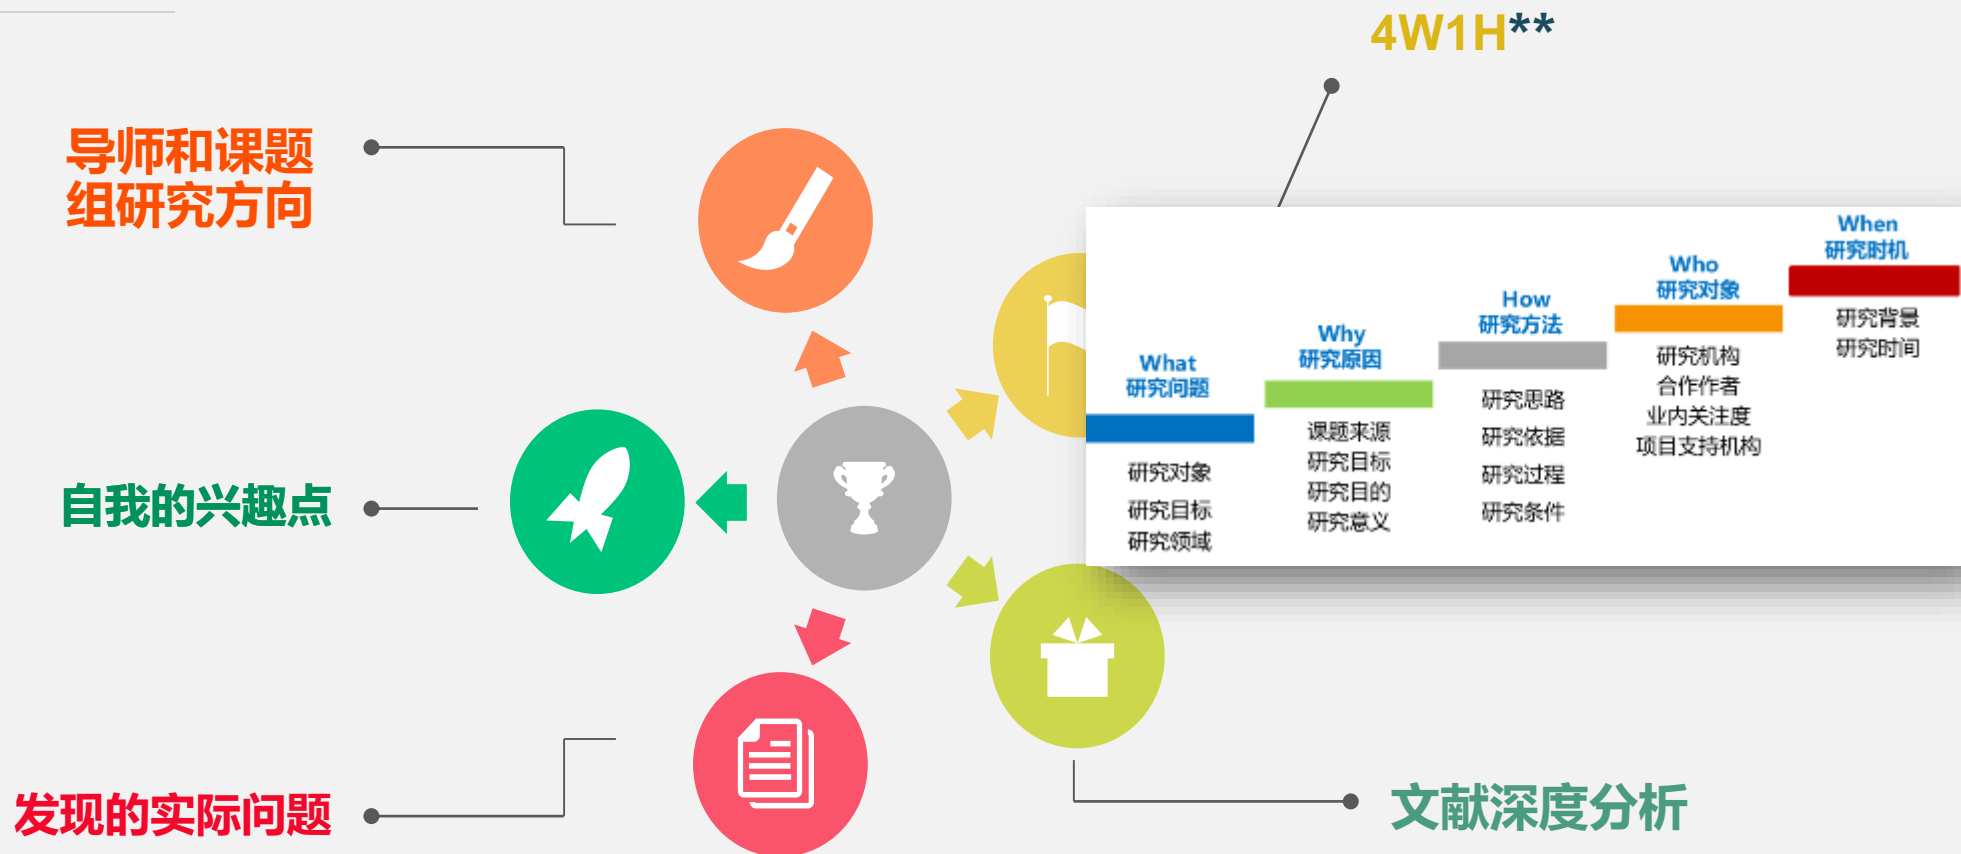 4W1H**
导师和课题
组研究方向
自我的兴趣点
发现的实际问题
What
研究问题
研究对象
研究目标
研究领域
Why
研究原因
课题来源
研究目标
研究目的
研究意义
How
研究方法
研究思路
研究依据
研究过程
研究条件
Who
研究对象
研究机构
合作作者
业内关注度
项目支持机构
When
研究时机
研究背景
研究时间
文献深度分析